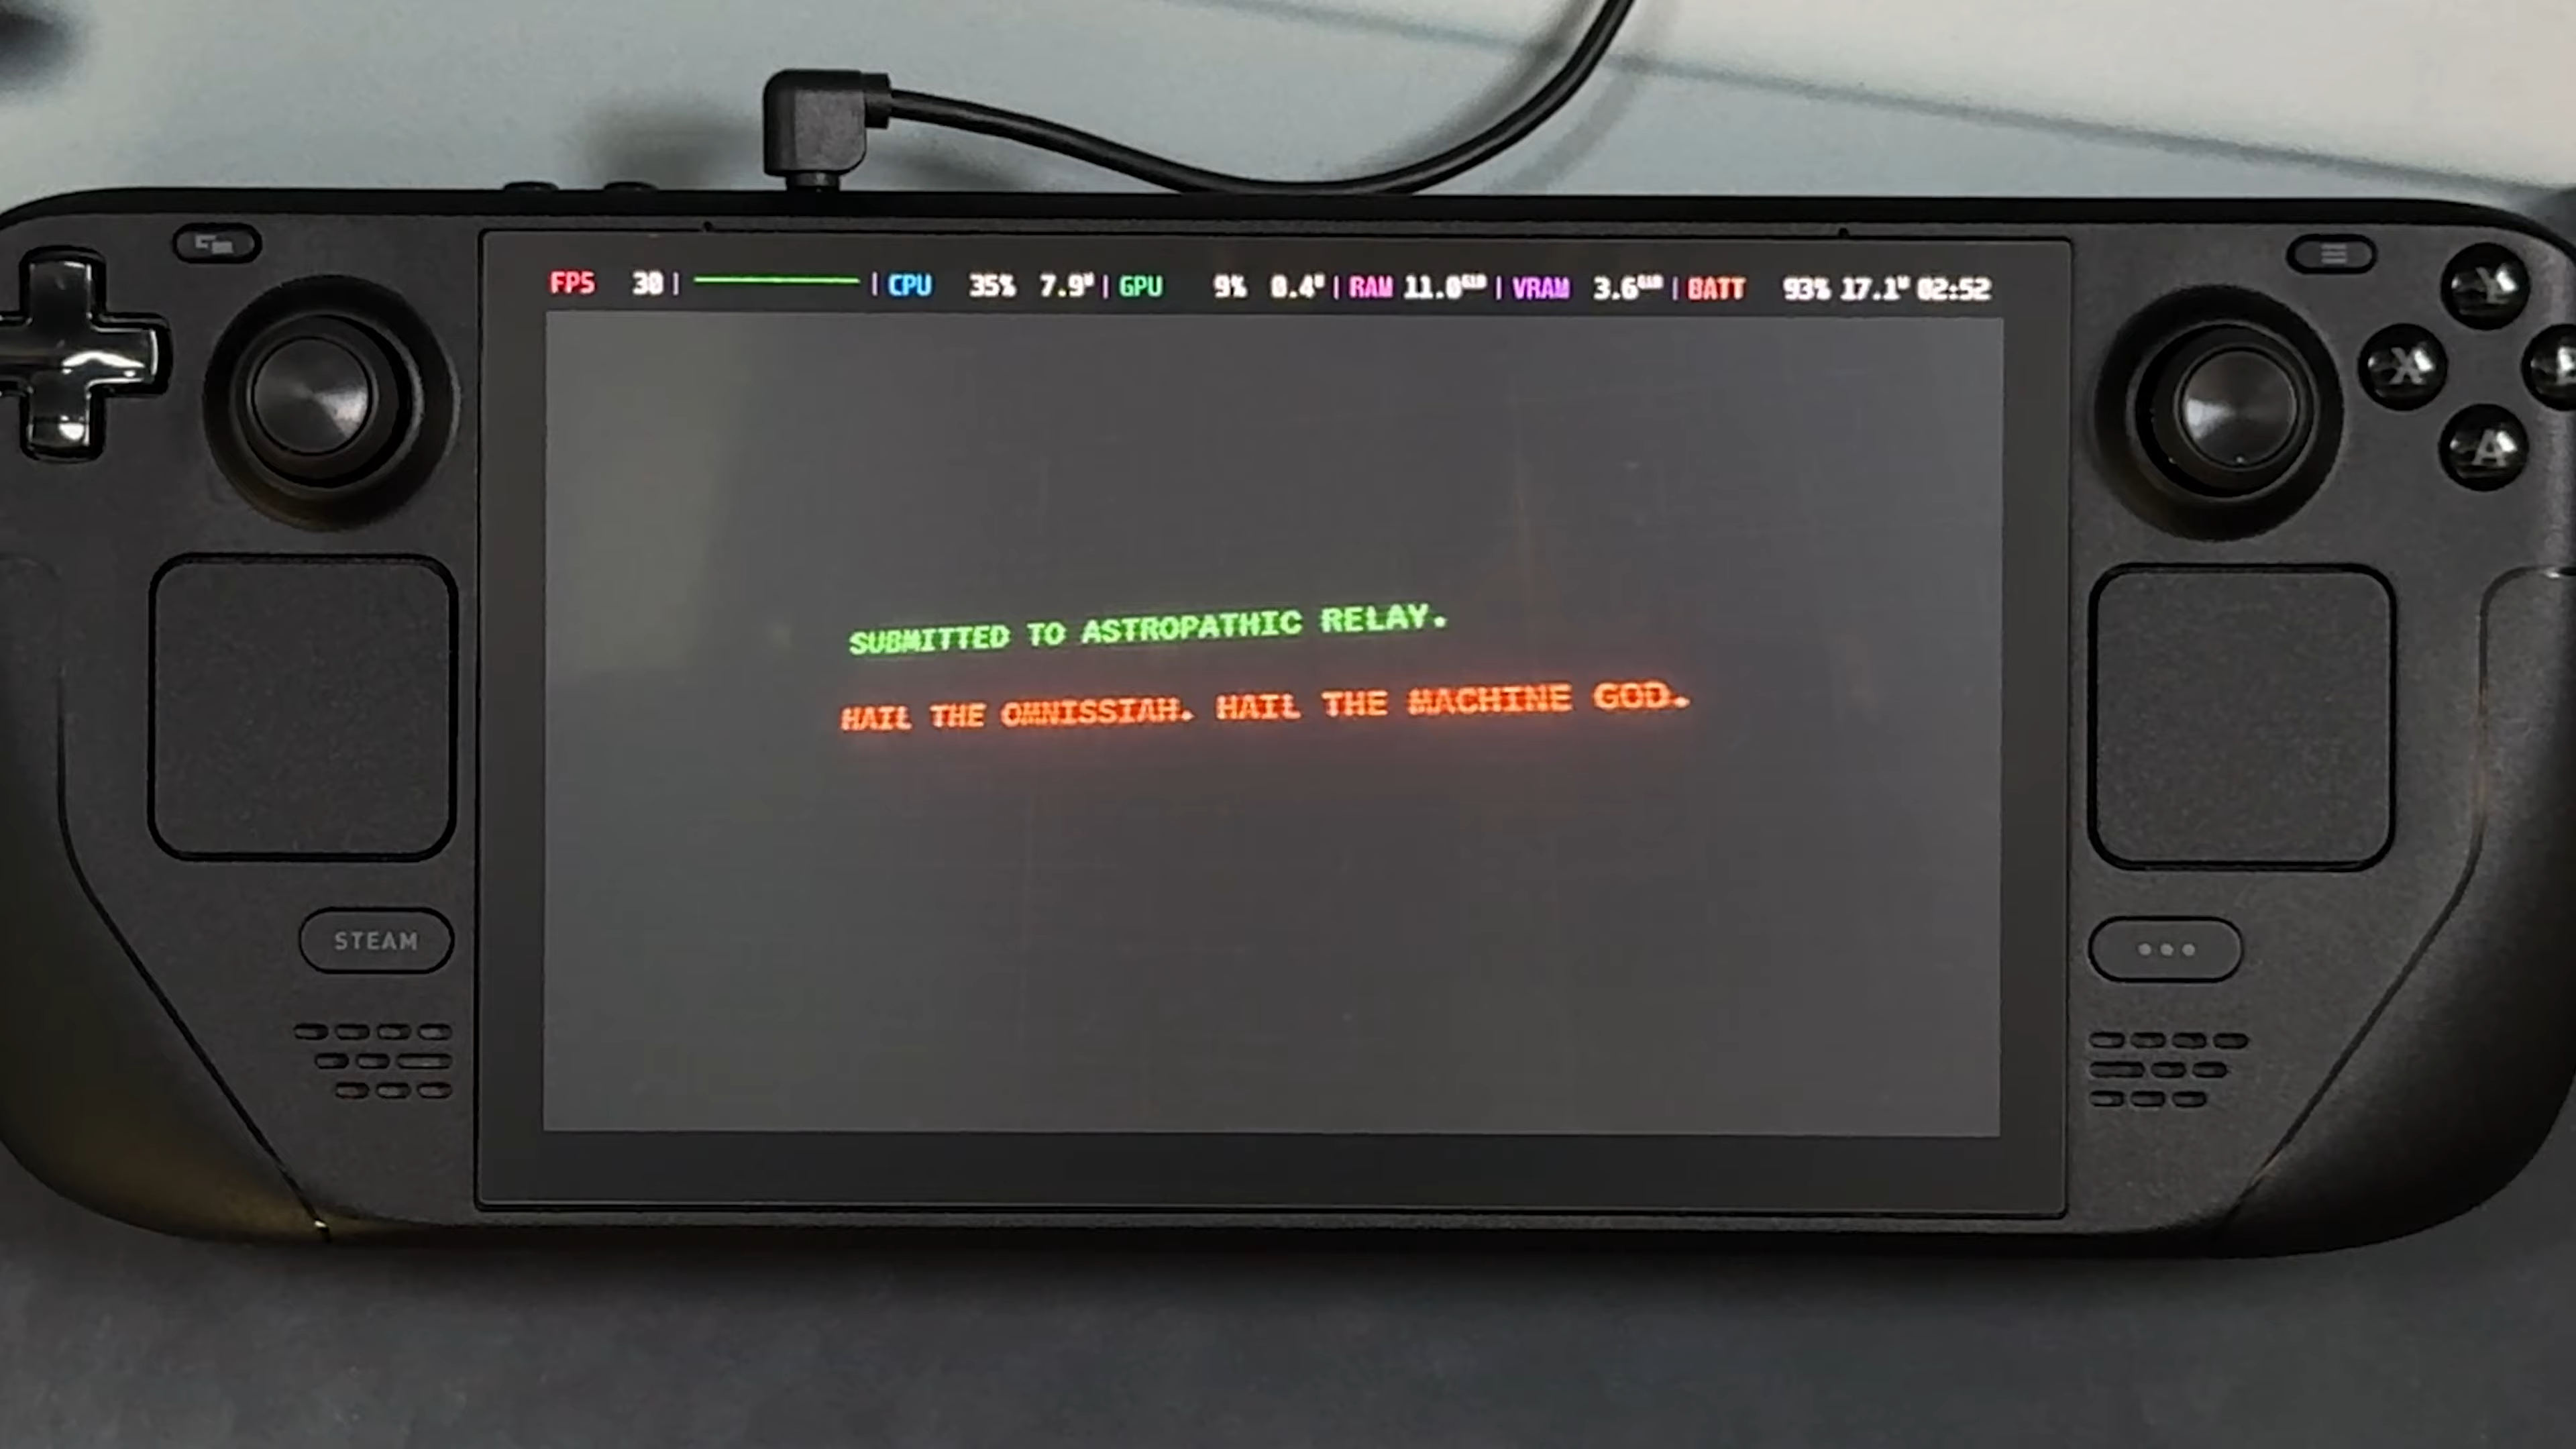 FPS 30 | | CPU 35% 7.9W | GPU 9% 0.4W | RAM 11.0GiB | VRAM 3.6GiB | BATT 93% 17.1W 02:52
Y
X
A
SUBMITTED TO ASTROPATHIC RELAY.
HAIL THE OMNISSIAH. HAIL THE MACHINE GOD.
STEAM